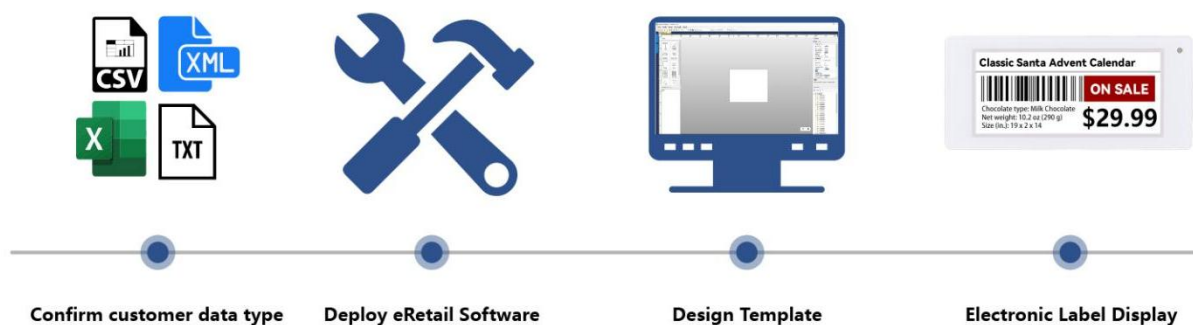 CSV
XML
X
TXT
Classic Santa Advent Calendar
ON SALE
Chocolate type: Milk Chocolate
Net weight: 10.2 oz (290 g)
Size (in.): 19 x 2 x 14
$29.99
Confirm customer data type
Deploy eRetail Software
Design Template
Electronic Label Display